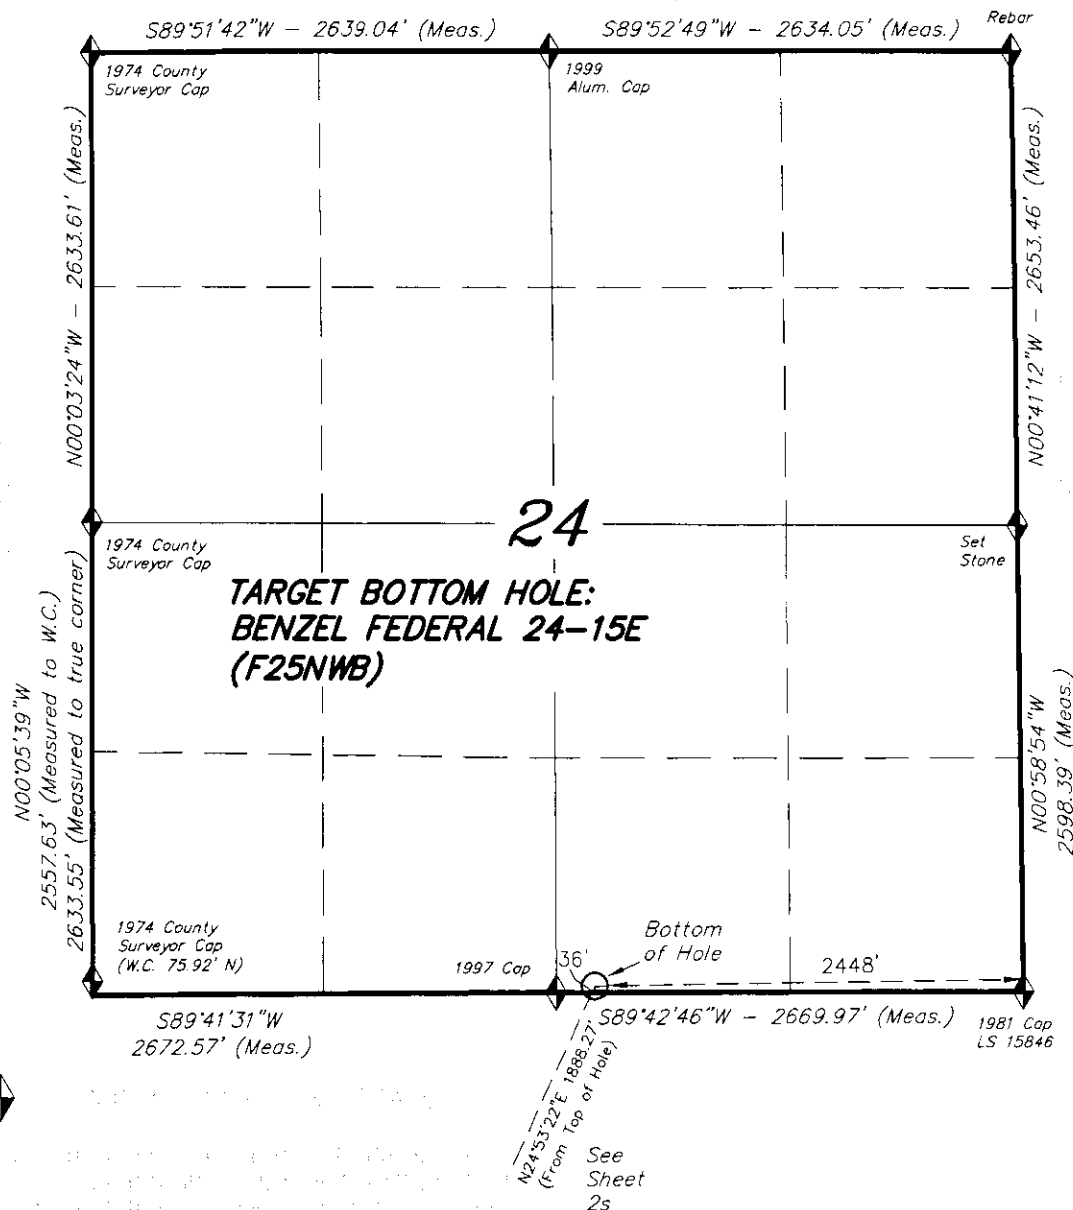 S89°51'42"W - 2639.04' (Meas.)
S89°52'49"W - 2634.05' (Meas.)
Rebar
1974 County
Surveyor Cap
1999
Alum. Cap
N00°03'24"W - 2633.61' (Meas.)
N00°41'12"W - 2653.46' (Meas.)
24
1974 County
Surveyor Cap
Set
Stone
TARGET BOTTOM HOLE:
BENZEL FEDERAL 24-15E
(F25NWB)
N00°05'39"W
2557.63' (Measured to W.C.)
2633.55' (Measured to true corner)
N00°58'54"W
2598.39' (Meas.)
1974 County
Surveyor Cap
(W.C. 75.92' N)
1997 Cap
36'
Bottom
of Hole
2448'
S89°41'31"W
2672.57' (Meas.)
S89°42'46"W - 2669.97' (Meas.)
1981 Cap
LS 15846
N24°53'22"E 1888.27'
(From Top of Hole)
See
Sheet
2s